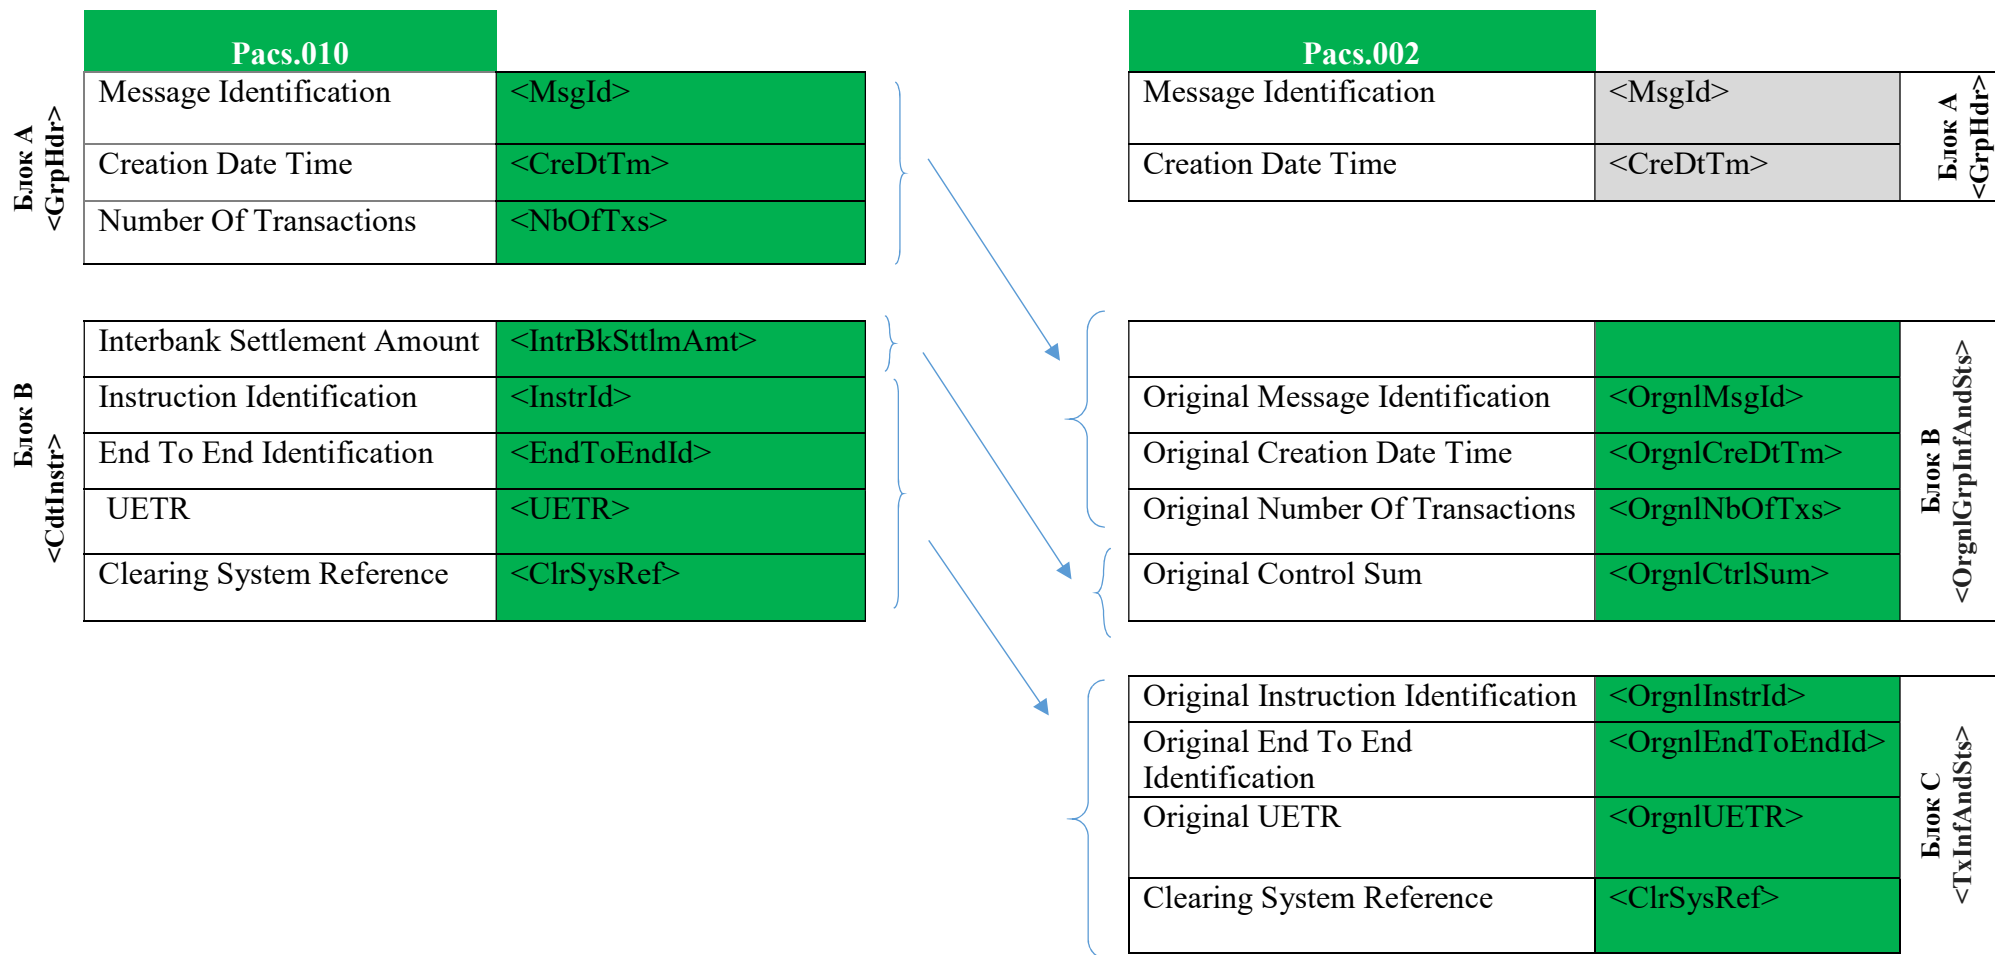 Pacs.010
Блок А
<GrpHdr>
Message Identification <MsgId>
Creation Date Time <CreDtTm>
Number Of Transactions <NbOfTxs>
Блок B
<CdtInstr>
Interbank Settlement Amount <IntrBkSttlmAmt>
Instruction Identification <InstrId>
End To End Identification <EndToEndId>
UETR <UETR>
Clearing System Reference <ClrSysRef>
Pacs.002
Message Identification <MsgId>
Creation Date Time <CreDtTm>
Блок А
<GrpHdr>
Original Message Identification <OrgnlMsgId>
Original Creation Date Time <OrgnlCreDtTm>
Original Number Of Transactions <OrgnlNbOfTxs>
Original Control Sum <OrgnlCtrlSum>
Блок B
<OrgnlGrpInfAndSts>
Original Instruction Identification <OrgnlInstrId>
Original End To End <OrgnlEndToEndId>
Identification
Original UETR <OrgnlUETR>
Clearing System Reference <ClrSysRef>
Блок C
<TxInfAndSts>